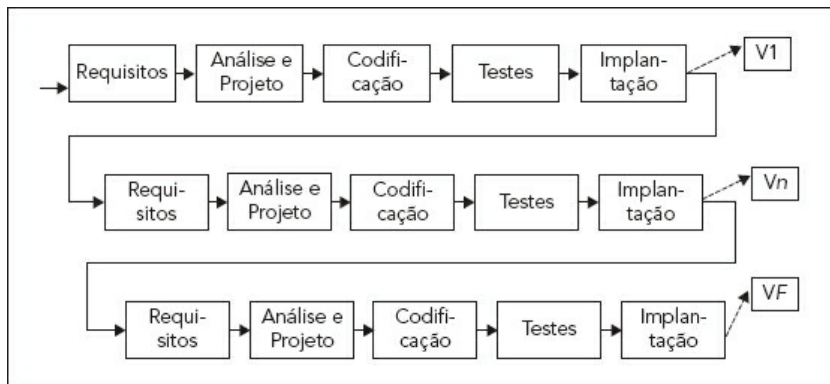 Requisitos
Análise e
Projeto
Codifi-
cação
Testes
Implan-
tação
V1
Requi-
sitos
Análise e
Projeto
Codifi-
cação
Testes
Implan-
tação
Vn
Requi-
sitos
Análise e
Projeto
Codifi-
cação
Testes
Implan-
tação
VF